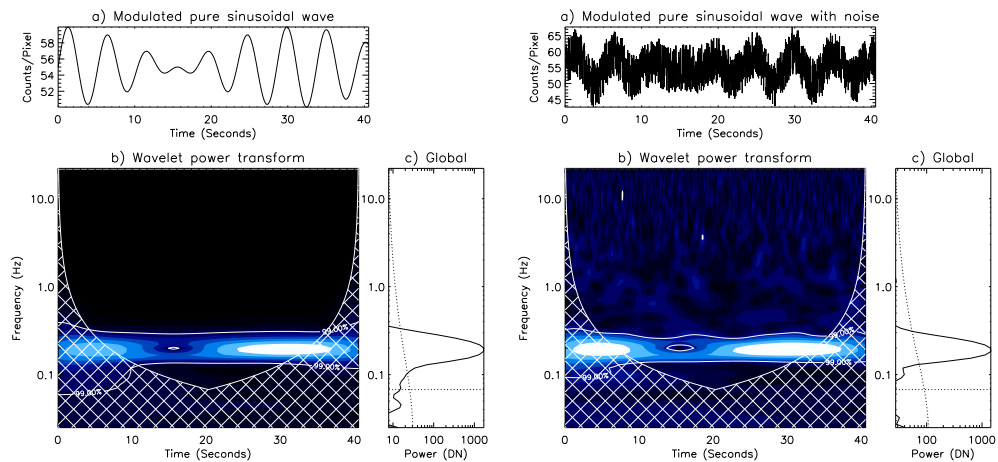 a) Modulated pure sinusoidal wave
Counts/Pixel
58
56
54
52
0 10 20 30 40
Time (Seconds)
b) Wavelet power transform
Frequency (Hz)
10.0
1.0
0.1
99.00%
99.00%
99.00%
0 10 20 30 40
Time (Seconds)
c) Global
10.0
1.0
0.1
10 100 1000
Power (DN)
a) Modulated pure sinusoidal wave with noise
Counts/Pixel
65
60
55
50
45
0 10 20 30 40
Time (Seconds)
b) Wavelet power transform
Frequency (Hz)
10.0
1.0
0.1
99.00%
99.00%
99.00%
0 10 20 30 40
Time (Seconds)
c) Global
10.0
1.0
0.1
100 1000
Power (DN)